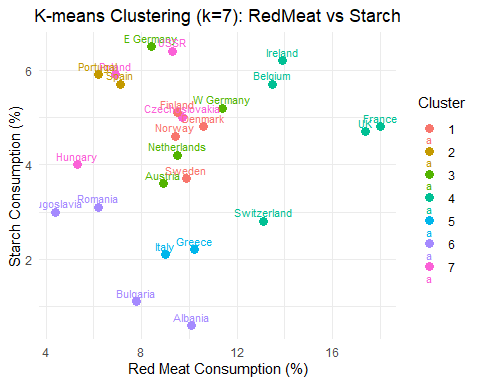 K-means Clustering (k=7): RedMeat vs Starch
E Germany
USSR
Ireland
Portugal
Poland
Spain
Belgium
W Germany
Finland
Czechoslovakia
Denmark
France
UK
Norway
Netherlands
Hungary
Austria
Sweden
Romania
ugoslavia
Switzerland
Italy
Greece
Bulgaria
Albania
6
4
2
4
8
12
16
Starch Consumption (%)
Red Meat Consumption (%)
Cluster
a 1
a 2
a 3
a 4
a 5
a 6
a 7